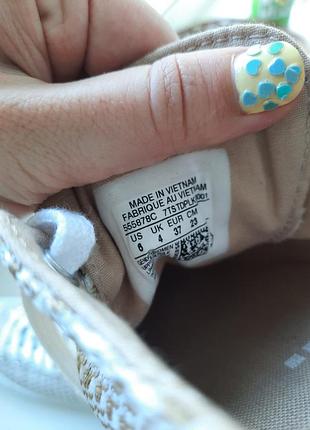 MADE IN VIETNAM
FABRIQUE AU VIETNAM
555878C
US UK EUR CM
6 4 37 23